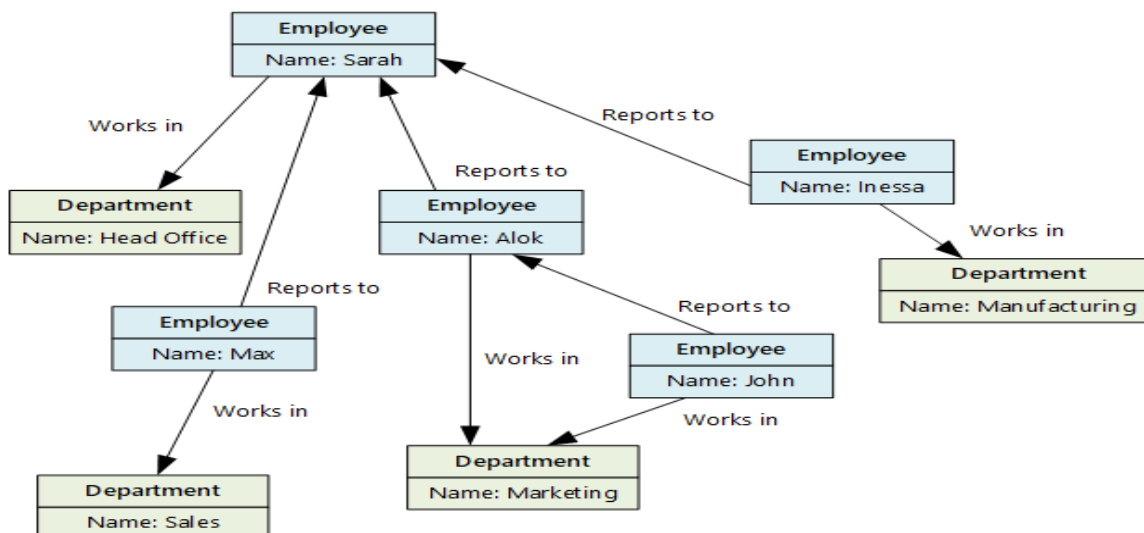 Employee
Name: Sarah
Works in
Reports to
Employee
Name: Inessa
Reports to
Department
Name: Head Office
Employee
Name: Alok
Works in
Department
Name: Manufacturing
Reports to
Employee
Name: Max
Reports to
Employee
Name: John
Works in
Works in
Works in
Department
Name: Marketing
Department
Name: Sales